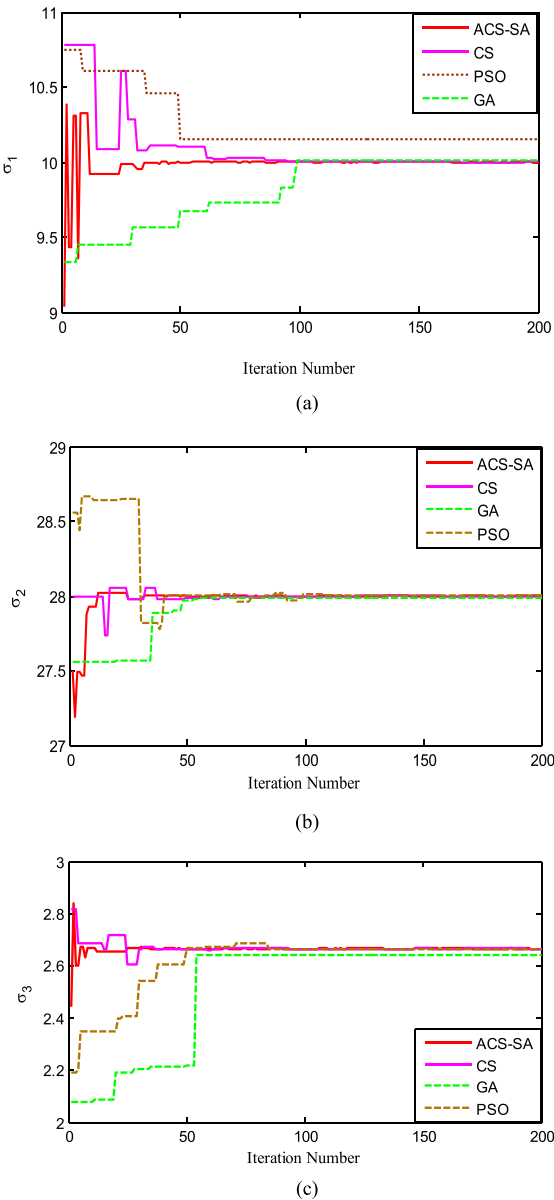 11
10.5
10
9.5
9
σ1
0
50
100
150
200
ACS-SA
CS
PSO
GA
Iteration Number
(a)
29
28.5
28
27.5
27
σ2
0
50
100
150
200
ACS-SA
CS
GA
PSO
Iteration Number
(b)
3
2.8
2.6
2.4
2.2
2
σ3
0
50
100
150
200
ACS-SA
CS
GA
PSO
Iteration Number
(c)